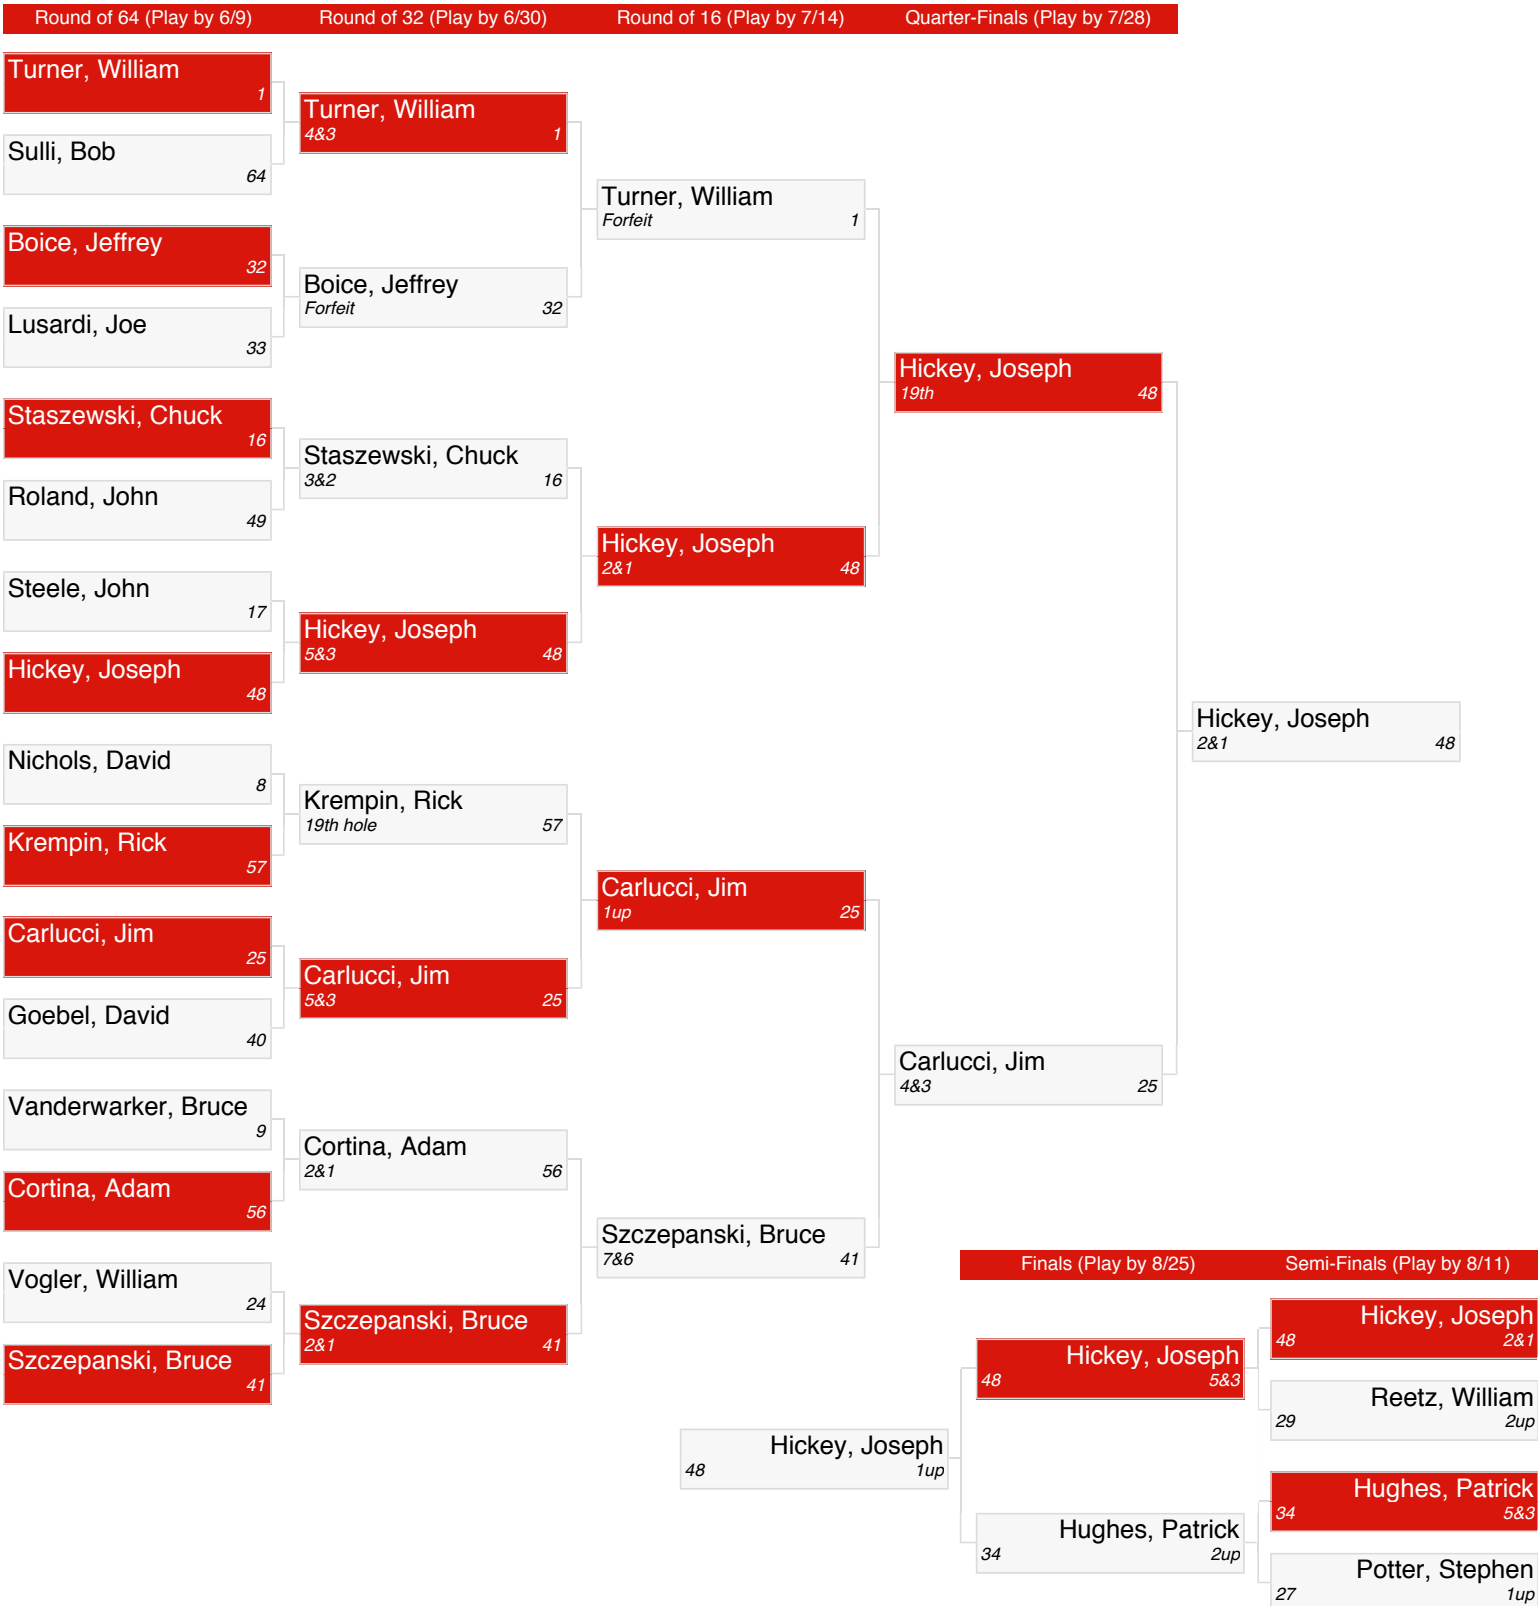 Round of 64 (Play by 6/9)
Round of 32 (Play by 6/30)
Round of 16 (Play by 7/14)
Quarter-Finals (Play by 7/28)
Turner, William
1
Sulli, Bob
64
Boice, Jeffrey
32
Lusardi, Joe
33
Staszewski, Chuck
16
Roland, John
49
Steele, John
17
Hickey, Joseph
48
Nichols, David
8
Krempin, Rick
57
Carlucci, Jim
25
Goebel, David
40
Vanderwarker, Bruce
9
Cortina, Adam
56
Vogler, William
24
Szczepanski, Bruce
41
Turner, William
4&3 1
Boice, Jeffrey
Forfeit 32
Staszewski, Chuck
3&2 16
Hickey, Joseph
5&3 48
Krempin, Rick
19th hole 57
Carlucci, Jim
5&3 25
Cortina, Adam
2&1 56
Szczepanski, Bruce
2&1 41
Turner, William
Forfeit 1
Hickey, Joseph
2&1 48
Carlucci, Jim
1up 25
Szczepanski, Bruce
7&6 41
Hickey, Joseph
19th 48
Carlucci, Jim
4&3 25
Hickey, Joseph
2&1 48
Finals (Play by 8/25)
Semi-Finals (Play by 8/11)
Hickey, Joseph
48 2&1
Reetz, William
29 2up
Hughes, Patrick
34 5&3
Potter, Stephen
27 1up
Hickey, Joseph
48 5&3
Hughes, Patrick
34 2up
Hickey, Joseph
48 1up